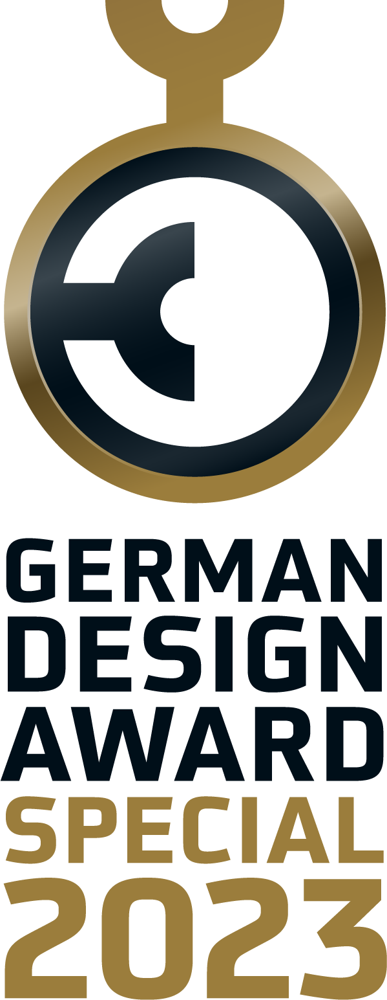 GERMAN
DESIGN
AWARD
SPECIAL
2023